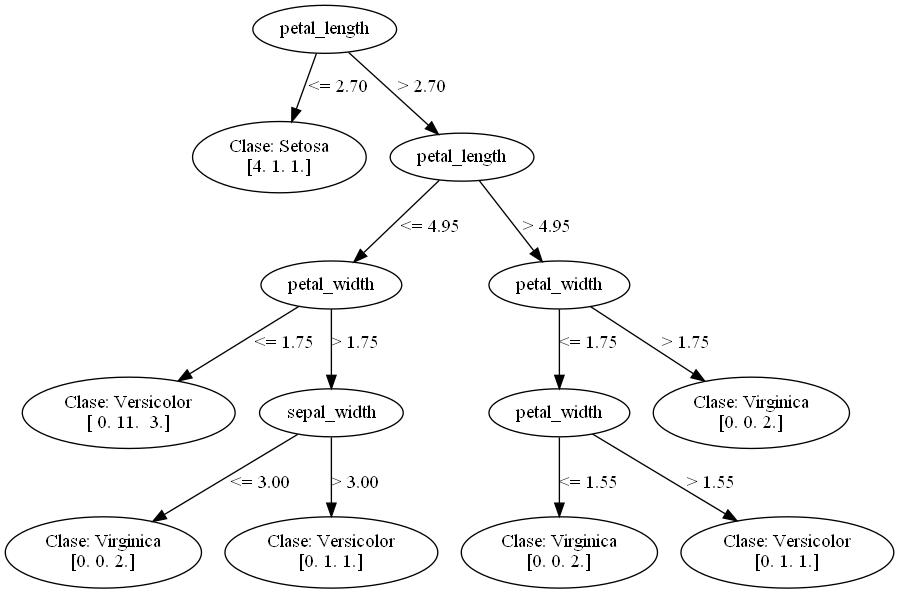 petal_length
<= 2.70
> 2.70
Clase: Setosa
[4. 1. 1.]
petal_length
<= 4.95
> 4.95
petal_width
petal_width
<= 1.75
> 1.75
<= 1.75
> 1.75
Clase: Versicolor
[ 0. 11.  3.]
sepal_width
petal_width
Clase: Virginica
[0. 0. 2.]
<= 3.00
> 3.00
<= 1.55
> 1.55
Clase: Virginica
[0. 0. 2.]
Clase: Versicolor
[0. 1. 1.]
Clase: Virginica
[0. 0. 2.]
Clase: Versicolor
[0. 1. 1.]